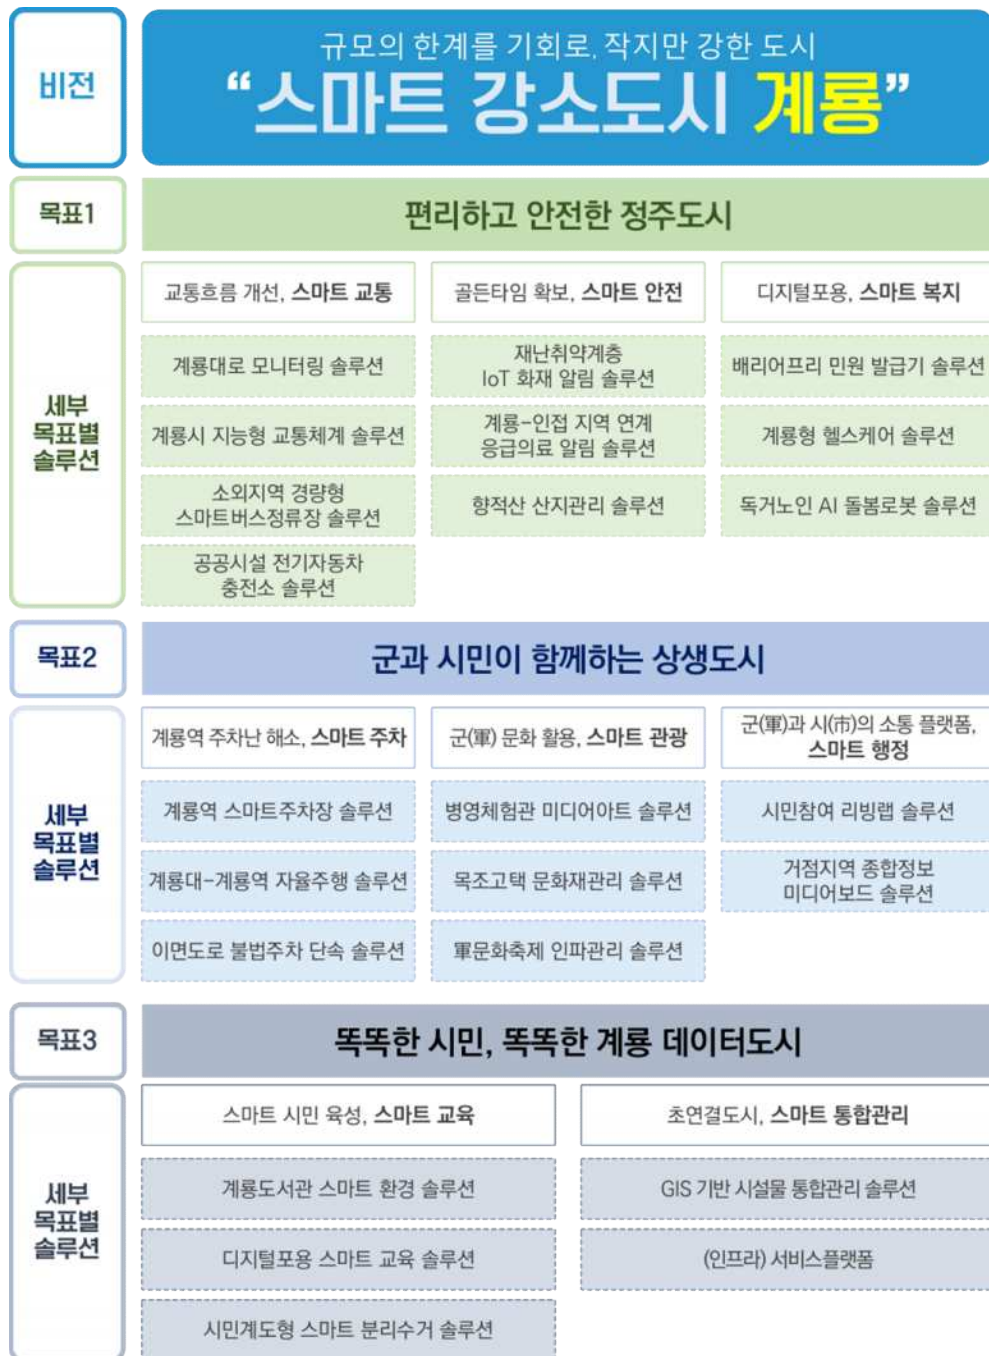 비전
규모의 한계를 기회로, 작지만 강한 도시
“스마트 강소도시 계룡”
목표1
편리하고 안전한 정주도시
세부
목표별
솔루션
교통흐름 개선, 스마트 교통
계룡대로 모니터링 솔루션
계룡시 지능형 교통체계 솔루션
소외지역 경량형
스마트버스정류장 솔루션
공공시설 전기자동차
충전소 솔루션
골든타임 확보, 스마트 안전
재난취약계층
IoT 화재 알림 솔루션
계룡-인접 지역 연계
응급의료 알림 솔루션
향적산 산지관리 솔루션
디지털포용, 스마트 복지
배리어프리 민원 발급기 솔루션
계룡형 헬스케어 솔루션
독거노인 AI 돌봄로봇 솔루션
목표2
군과 시민이 함께하는 상생도시
세부
목표별
솔루션
계룡역 주차난 해소, 스마트 주차
계룡역 스마트주차장 솔루션
계룡대-계룡역 자율주행 솔루션
이면도로 불법주차 단속 솔루션
군(軍) 문화 활용, 스마트 관광
병영체험관 미디어아트 솔루션
목조고택 문화재관리 솔루션
軍문화축제 인파관리 솔루션
군(軍)과 시(市)의 소통 플랫폼,
스마트 행정
시민참여 리빙랩 솔루션
거점지역 종합정보
미디어보드 솔루션
목표3
똑똑한 시민, 똑똑한 계룡 데이터도시
세부
목표별
솔루션
스마트 시민 육성, 스마트 교육
계룡도서관 스마트 환경 솔루션
디지털포용 스마트 교육 솔루션
시민계도형 스마트 분리수거 솔루션
초연결도시, 스마트 통합관리
GIS 기반 시설물 통합관리 솔루션
(인프라) 서비스플랫폼